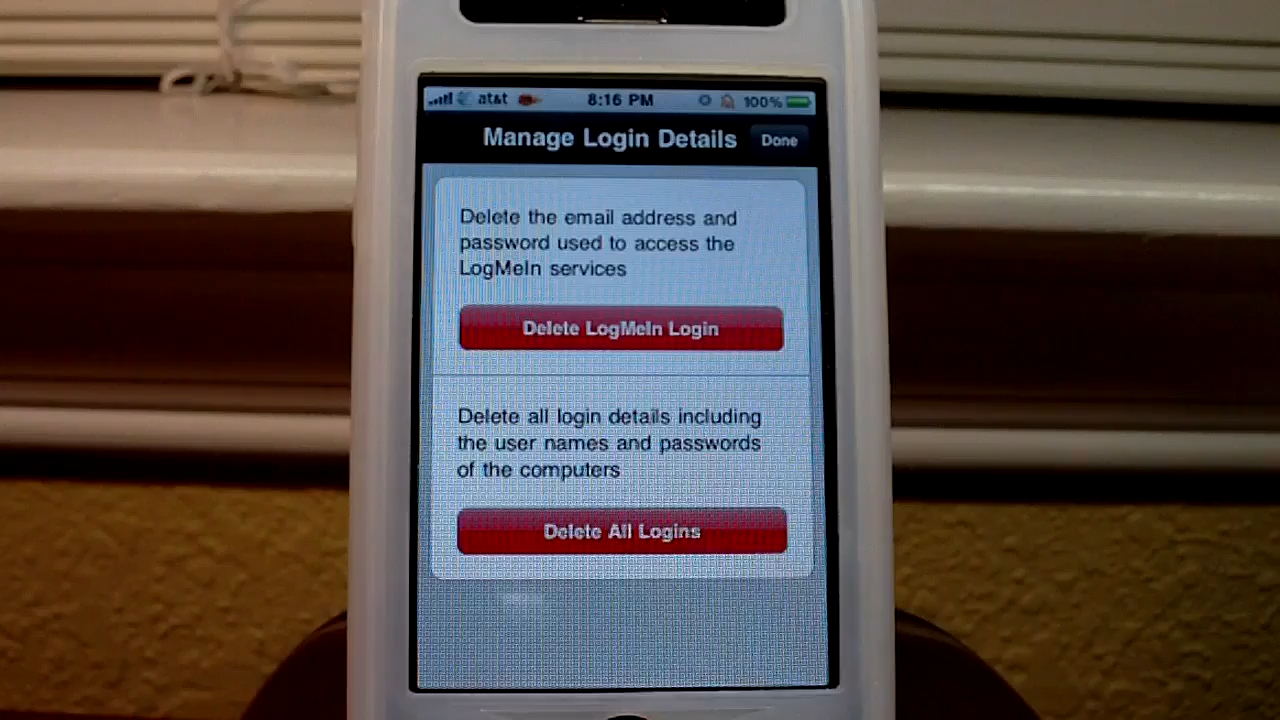 at&t 8:16 PM 100%
Manage Login Details Done
Delete the email address and
password used to access the
LogMeIn services
Delete LogMeIn Login
Delete all login details including
the user names and passwords
of the computers
Delete All Logins